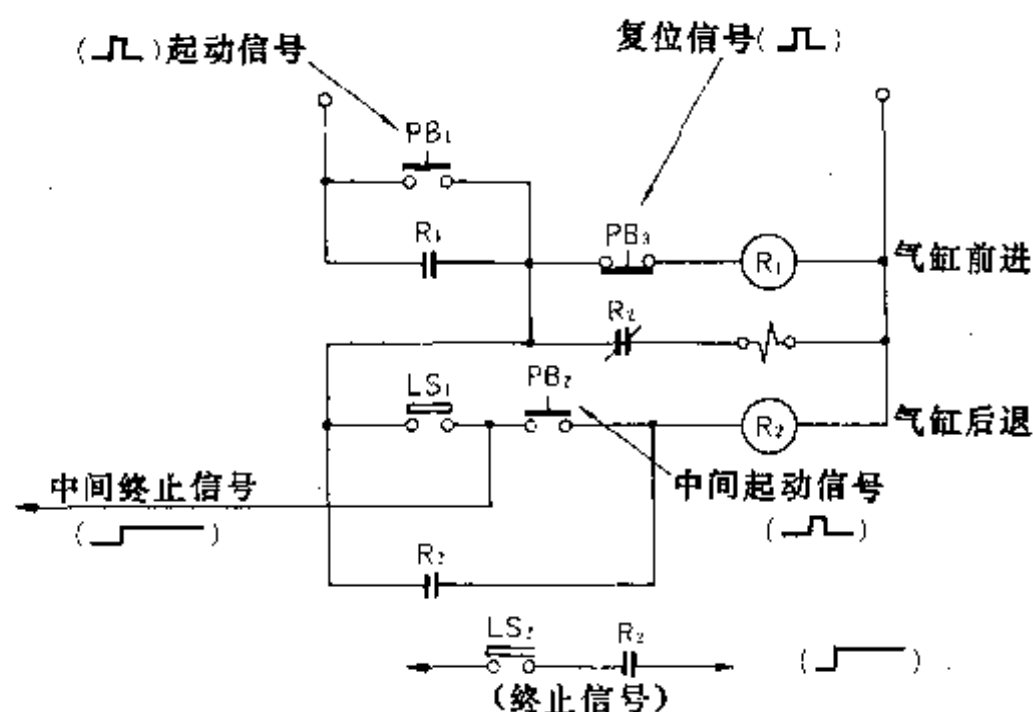 (⎍)起动信号
复位信号(⎍)
PB₁
R₁
PB₃
R₁
气缸前进
R₂
LS₁
PB₂
R₂
气缸后退
中间终止信号
中间起动信号
R₂
LS₂
R₂
(终止信号)